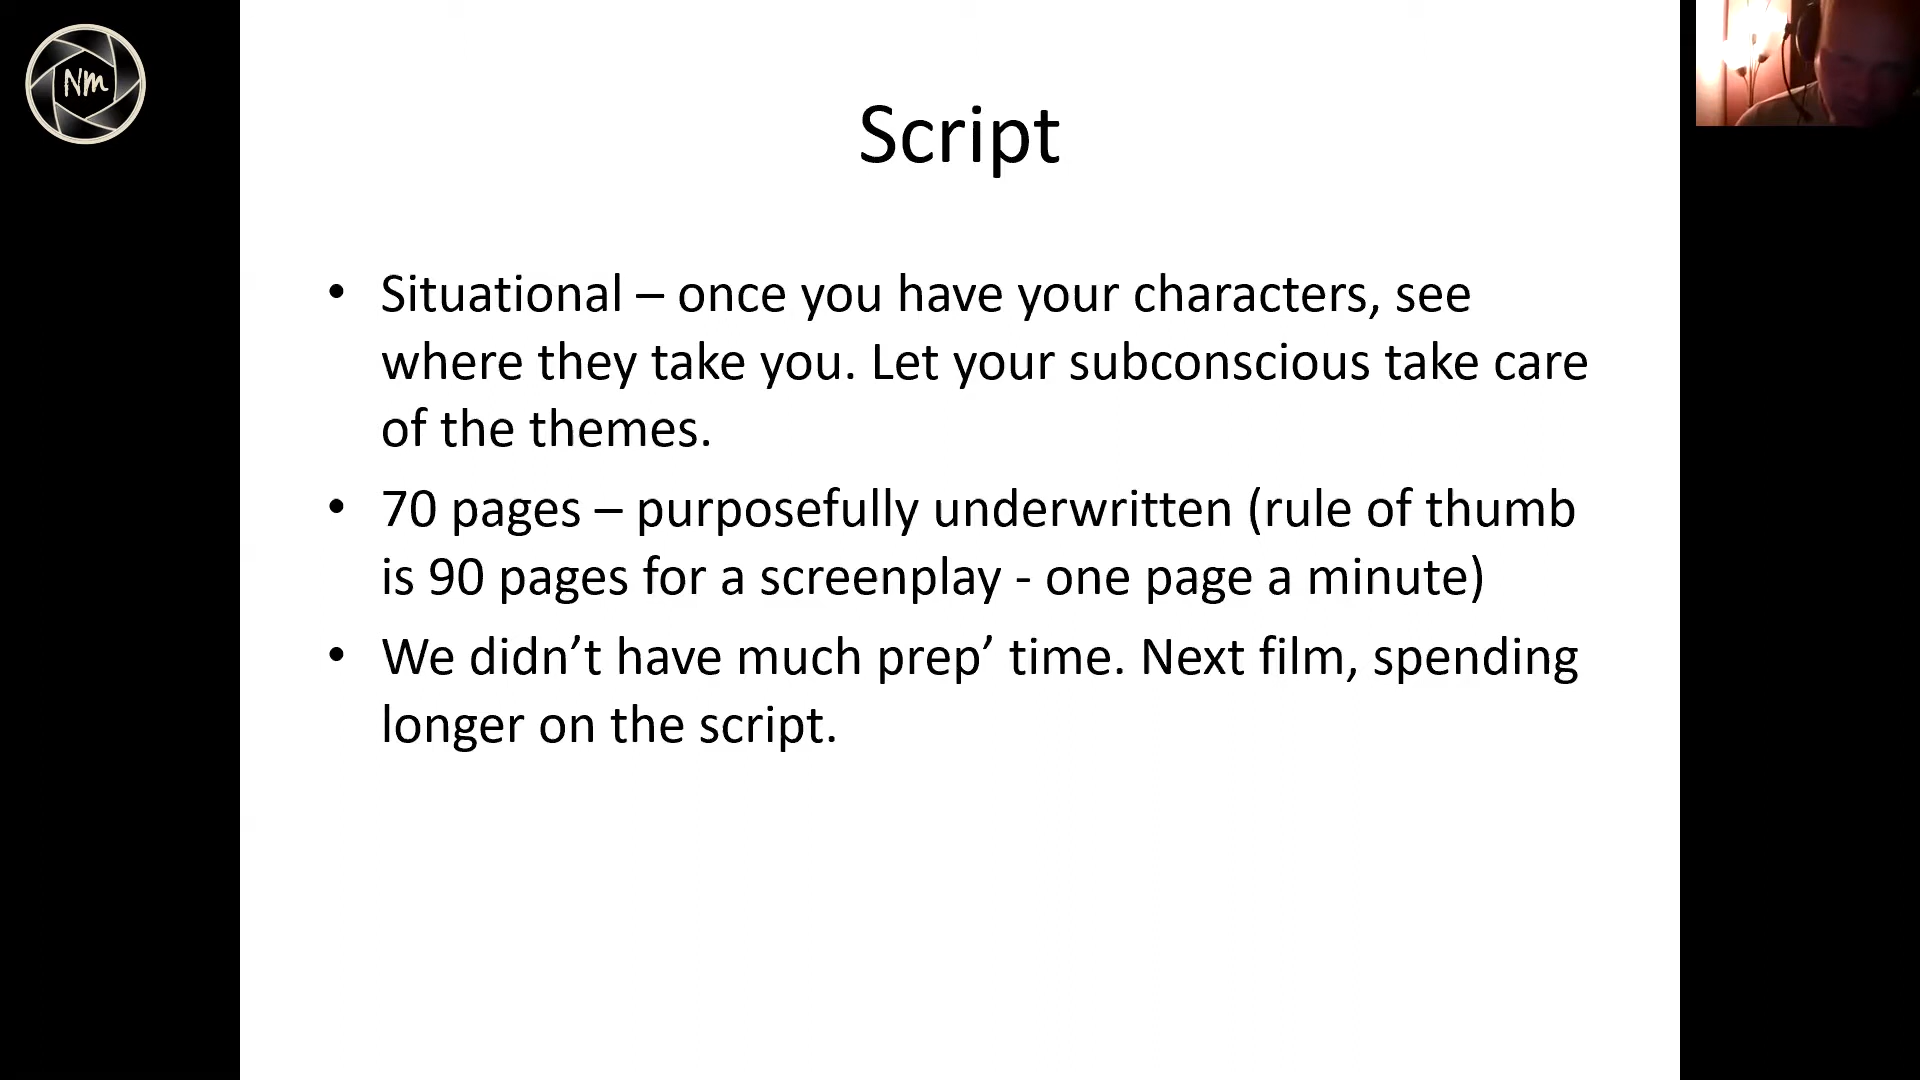 Nm
Script
• Situational – once you have your characters, see
where they take you. Let your subconscious take care
of the themes.
• 70 pages – purposefully underwritten (rule of thumb
is 90 pages for a screenplay - one page a minute)
• We didn’t have much prep’ time. Next film, spending
longer on the script.